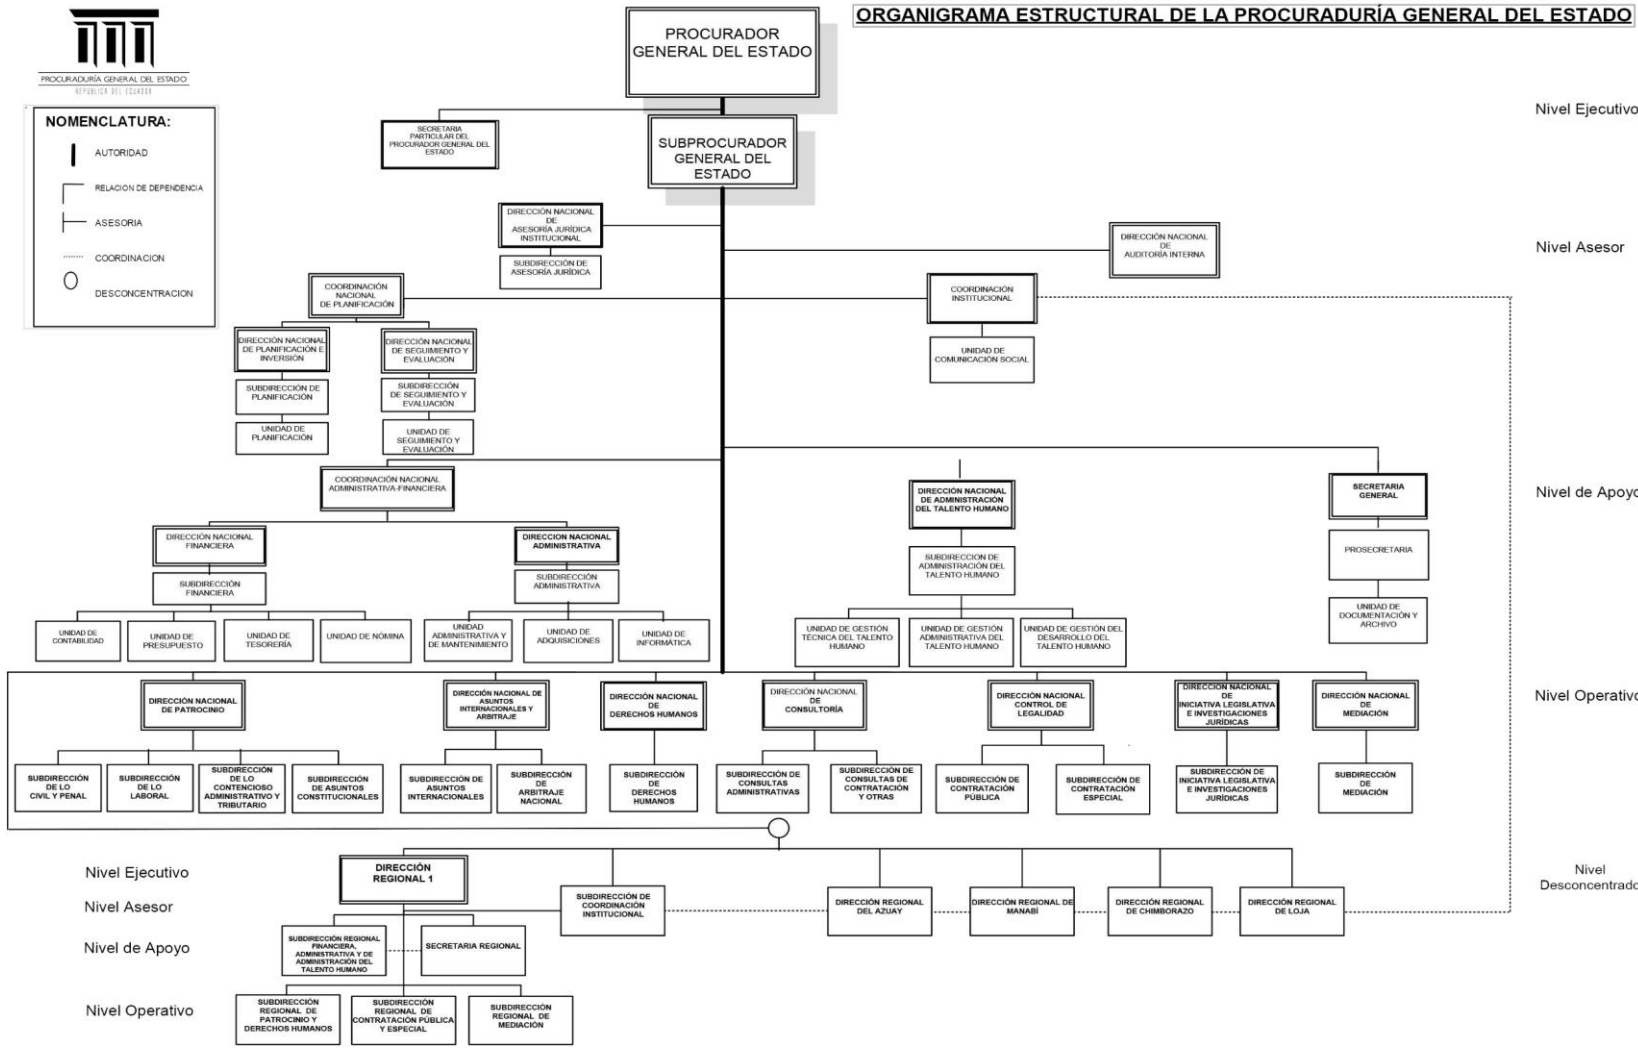 ORGANIGRAMA ESTRUCTURAL DE LA PROCURADURÍA GENERAL DEL ESTADO
PROCURADURÍA GENERAL DEL ESTADO
REPÚBLICA DEL ECUADOR
NOMENCLATURA:
AUTORIDAD
RELACION DE DEPENDENCIA
ASESORIA
COORDINACION
DESCONCENTRACION
PROCURADOR
GENERAL DEL ESTADO
Nivel Ejecutivo
SECRETARIA
PARTICULAR DEL
PROCURADOR GENERAL DEL
ESTADO
SUBPROCURADOR
GENERAL DEL
ESTADO
DIRECCIÓN NACIONAL
DE
ASESORÍA JURÍDICA
INSTITUCIONAL
SUBDIRECCIÓN DE
ASESORÍA JURÍDICA
DIRECCIÓN NACIONAL
DE
AUDITORÍA INTERNA
Nivel Asesor
COORDINACIÓN
NACIONAL
DE PLANIFICACIÓN
COORDINACIÓN
INSTITUCIONAL
DIRECCIÓN NACIONAL
DE PLANIFICACIÓN E
INVERSIÓN
DIRECCIÓN NACIONAL
DE SEGUIMIENTO Y
EVALUACIÓN
UNIDAD DE
COMUNICACIÓN SOCIAL
SUBDIRECCIÓN DE
PLANIFICACIÓN
SUBDIRECCIÓN
DE SEGUIMIENTO Y
EVALUACIÓN
UNIDAD DE
PLANIFICACIÓN
UNIDAD DE
SEGUIMIENTO Y
EVALUACIÓN
COORDINACIÓN NACIONAL
ADMINISTRATIVA-FINANCIERA
DIRECCIÓN NACIONAL
DE ADMINISTRACIÓN
DEL TALENTO HUMANO
SECRETARIA
GENERAL
Nivel de Apoyo
DIRECCIÓN NACIONAL
FINANCIERA
DIRECCION NACIONAL
ADMINISTRATIVA
SUBDIRECCION DE
ADMINISTRACIÓN DEL
TALENTO HUMANO
PROSECRETARIA
SUBDIRECCIÓN
FINANCIERA
SUBDIRECCIÓN
ADMINISTRATIVA
UNIDAD DE
CONTABILIDAD
UNIDAD DE
PRESUPUESTO
UNIDAD DE
TESORERÍA
UNIDAD DE NÓMINA
UNIDAD
ADMINISTRATIVA Y
DE MANTENIMIENTO
UNIDAD DE
ADQUISICIONES
UNIDAD DE
INFORMÁTICA
UNIDAD DE GESTIÓN
TÉCNICA DEL TALENTO
HUMANO
UNIDAD DE GESTIÓN
ADMINISTRATIVA DEL
TALENTO HUMANO
UNIDAD DE GESTIÓN DEL
DESARROLLO DEL
TALENTO HUMANO
UNIDAD DE
DOCUMENTACIÓN Y
ARCHIVO
DIRECCIÓN NACIONAL
DE PATROCINIO
DIRECCIÓN NACIONAL DE
ASUNTOS
INTERNACIONALES Y
ARBITRAJE
DIRECCIÓN NACIONAL
DE
DERECHOS HUMANOS
DIRECCIÓN NACIONAL
DE
CONSULTORÍA
DIRECCIÓN NACIONAL
CONTROL DE
LEGALIDAD
DIRECCION NACIONAL
DE
INICIATIVA LEGISLATIVA
E INVESTIGACIONES
JURÍDICAS
DIRECCIÓN NACIONAL
DE
MEDIACIÓN
Nivel Operativo
SUBDIRECCIÓN
DE LO
CIVIL Y PENAL
SUBDIRECCIÓN
DE LO
LABORAL
SUBDIRECCIÓN
DE LO
CONTENCIOSO
ADMINISTRATIVO Y
TRIBUTARIO
SUBDIRECCIÓN
DE ASUNTOS
CONSTITUCIONALES
SUBDIRECCIÓN DE
ASUNTOS
INTERNACIONALES
SUBDIRECCIÓN
DE
ARBITRAJE
NACIONAL
SUBDIRECCIÓN
DE
DERECHOS
HUMANOS
SUBDIRECCIÓN DE
CONSULTAS
ADMINISTRATIVAS
SUBDIRECCIÓN DE
CONSULTAS DE
CONTRATACIÓN
Y OTRAS
SUBDIRECCIÓN DE
CONTRATACIÓN
PÚBLICA
SUBDIRECCIÓN DE
CONTRATACIÓN
ESPECIAL
SUBDIRECCIÓN DE
INICIATIVA LEGISLATIVA
E INVESTIGACIONES
JURÍDICAS
SUBDIRECCIÓN
DE
MEDIACIÓN
Nivel Ejecutivo
DIRECCIÓN
REGIONAL 1
Nivel
Desconcentrado
Nivel Asesor
SUBDIRECCIÓN DE
COORDINACIÓN
INSTITUCIONAL
DIRECCIÓN REGIONAL
DEL AZUAY
DIRECCIÓN REGIONAL DE
MANABÍ
DIRECCIÓN REGIONAL
DE CHIMBORAZO
DIRECCIÓN REGIONAL
DE LOJA
Nivel de Apoyo
SUBDIRECCIÓN REGIONAL
FINANCIERA,
ADMINISTRATIVA Y DE
ADMINISTRACIÓN DEL
TALENTO HUMANO
SECRETARIA REGIONAL
Nivel Operativo
SUBDIRECCIÓN
REGIONAL DE
PATROCINIO Y
DERECHOS HUMANOS
SUBDIRECCIÓN
REGIONAL DE
CONTRATACIÓN PÚBLICA
Y ESPECIAL
SUBDIRECCIÓN
REGIONAL DE
MEDIACIÓN